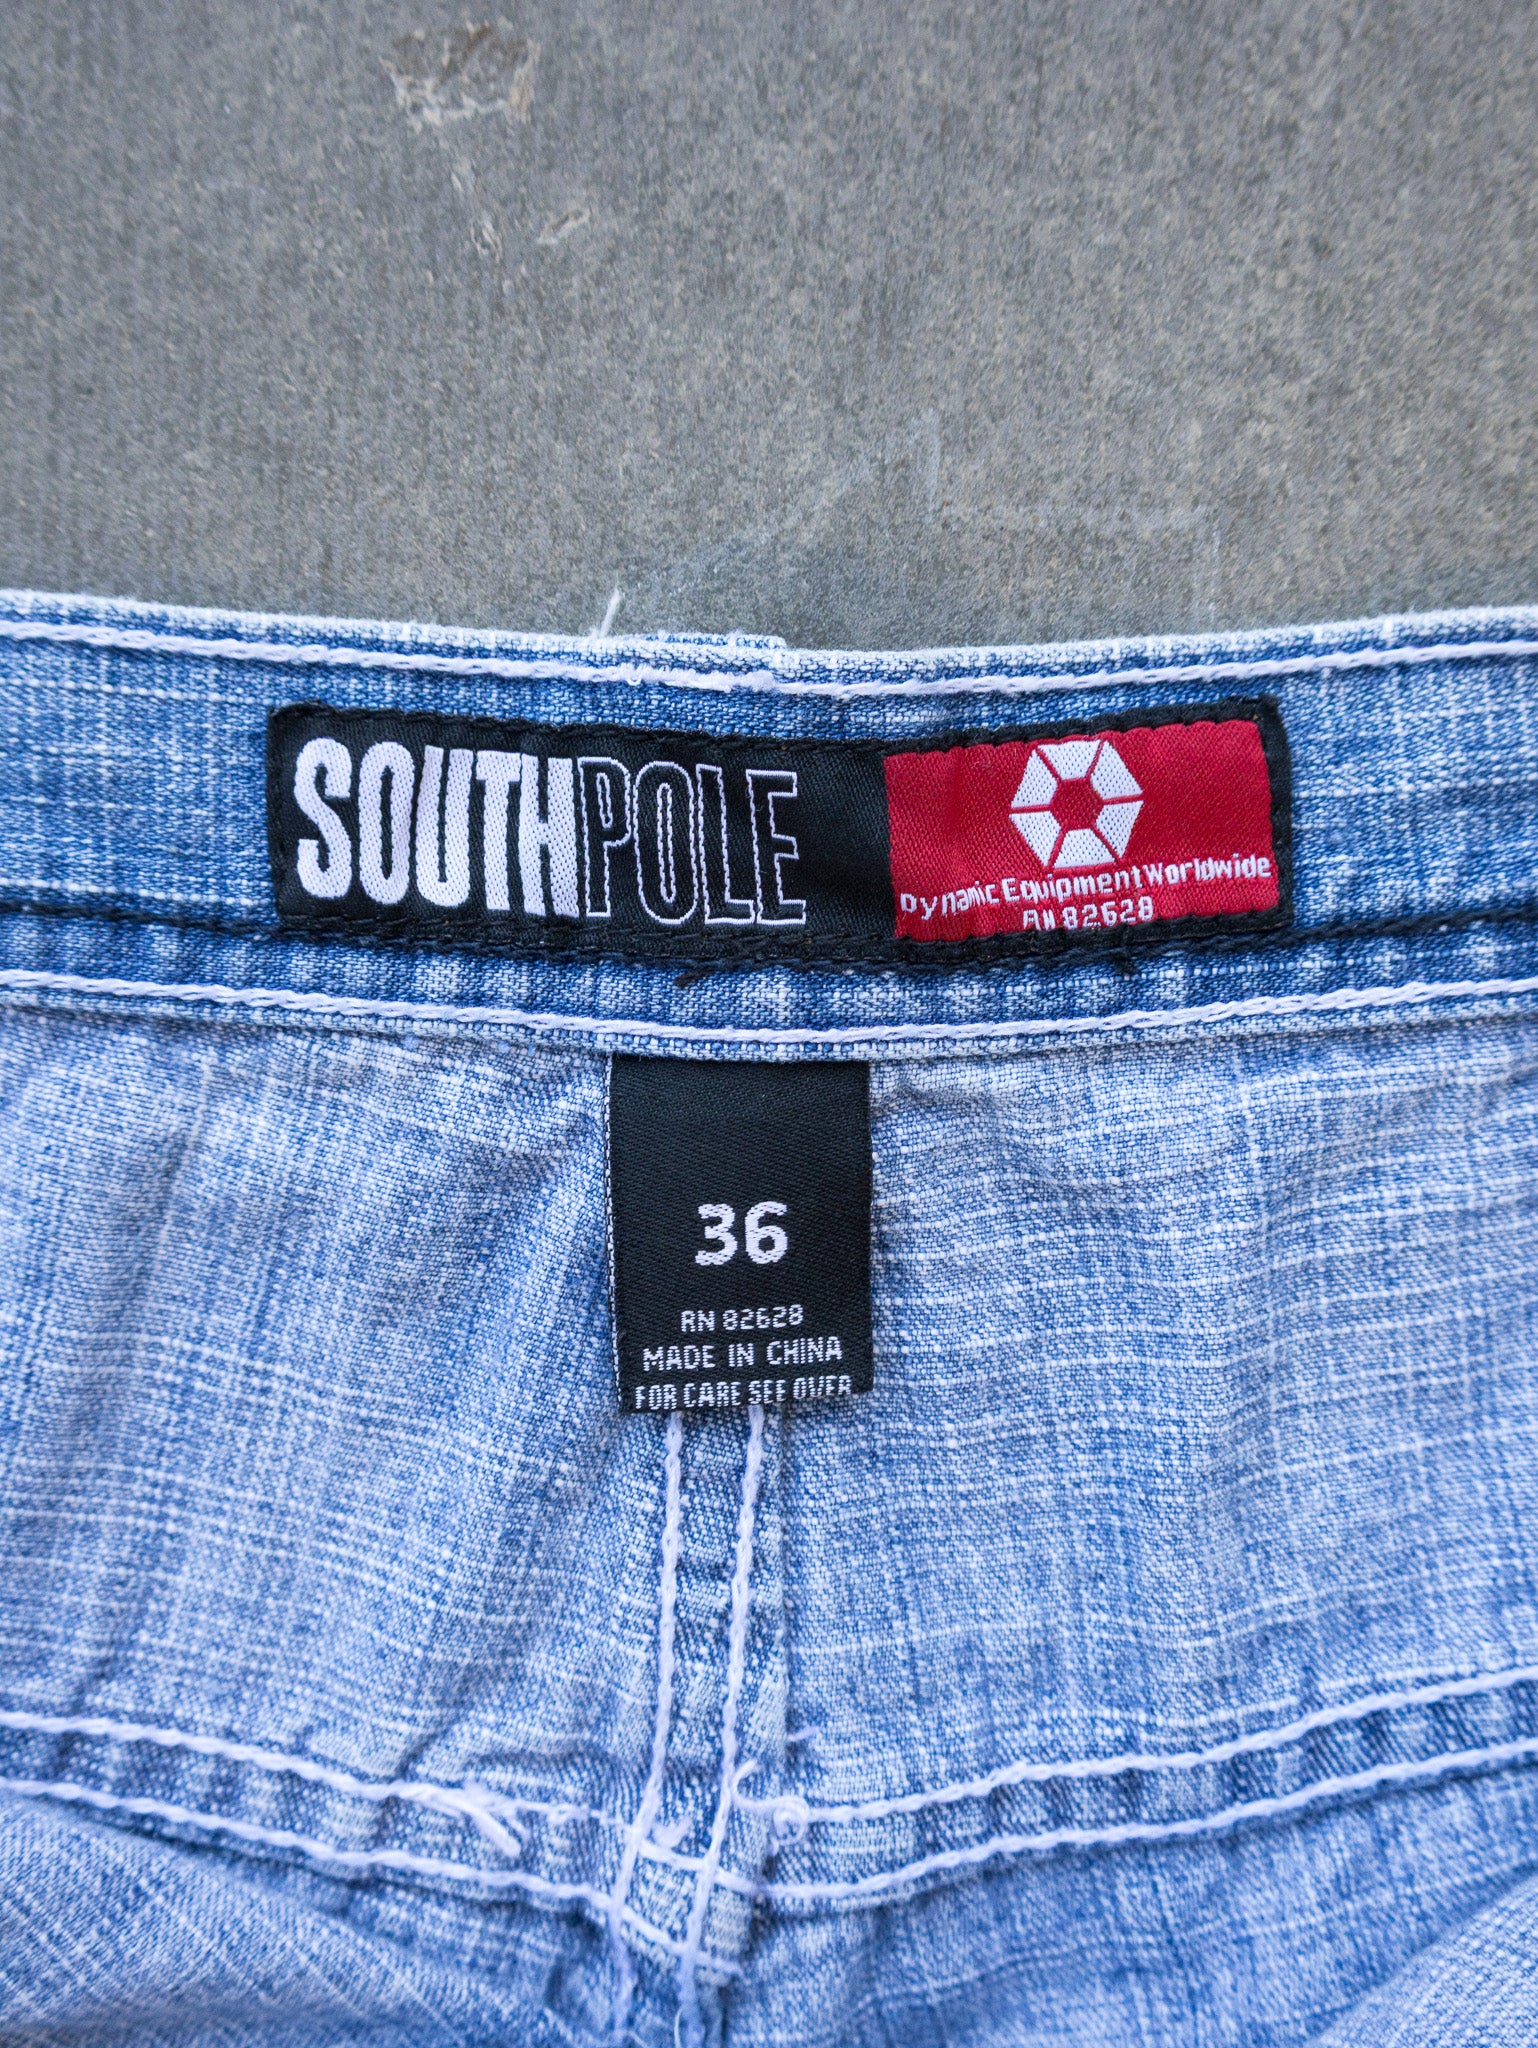 SOUTHPOLE
Dynamic Equipment Worldwide
RN 82628
36
RN 82628
MADE IN CHINA
FOR CARE SEE OVER